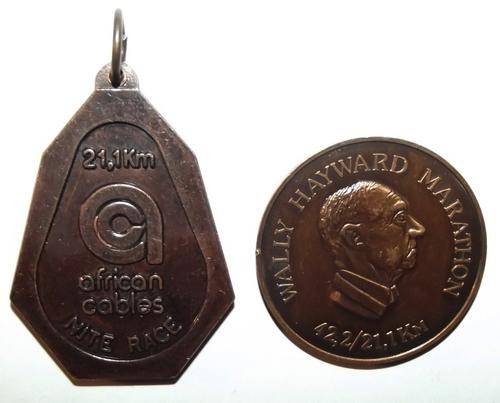 21,1Km
african
cables
NITE RACE
WALLY HAYWARD MARATHON
42,2/21,1KM